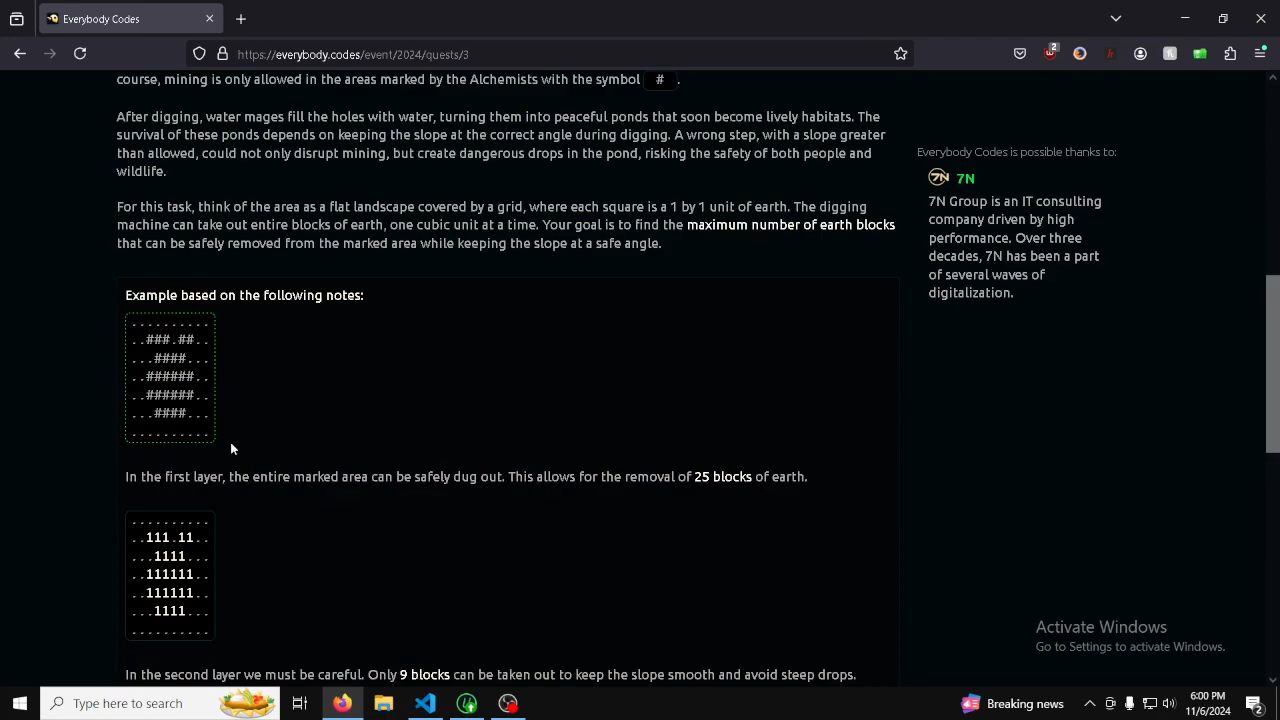 Everybody Codes
https://everybody.codes/event/2024/quests/3
2
course, mining is only allowed in the areas marked by the Alchemists with the symbol #.
After digging, water mages fill the holes with water, turning them into peaceful ponds that soon become lively habitats. The
survival of these ponds depends on keeping the slope at the correct angle during digging. A wrong step, with a slope greater
than allowed, could not only disrupt mining, but create dangerous drops in the pond, risking the safety of both people and
wildlife.
For this task, think of the area as a flat landscape covered by a grid, where each square is a 1 by 1 unit of earth. The digging
machine can take out entire blocks of earth, one cubic unit at a time. Your goal is to find the maximum number of earth blocks
that can be safely removed from the marked area while keeping the slope at a safe angle.
Example based on the following notes:
..........
..###.##..
...####...
..######..
..######..
...####...
..........
In the first layer, the entire marked area can be safely dug out. This allows for the removal of 25 blocks of earth.
..........
..111.11..
...1111...
..111111..
..111111..
...1111...
..........
In the second layer we must be careful. Only 9 blocks can be taken out to keep the slope smooth and avoid steep drops.
Everybody Codes is possible thanks to:
7N 7N
7N Group is an IT consulting
company driven by high
performance. Over three
decades, 7N has been a part
of several waves of
digitalization.
Activate Windows
Go to Settings to activate Windows.
Type here to search
Breaking news
6:00 PM
11/6/2024
2